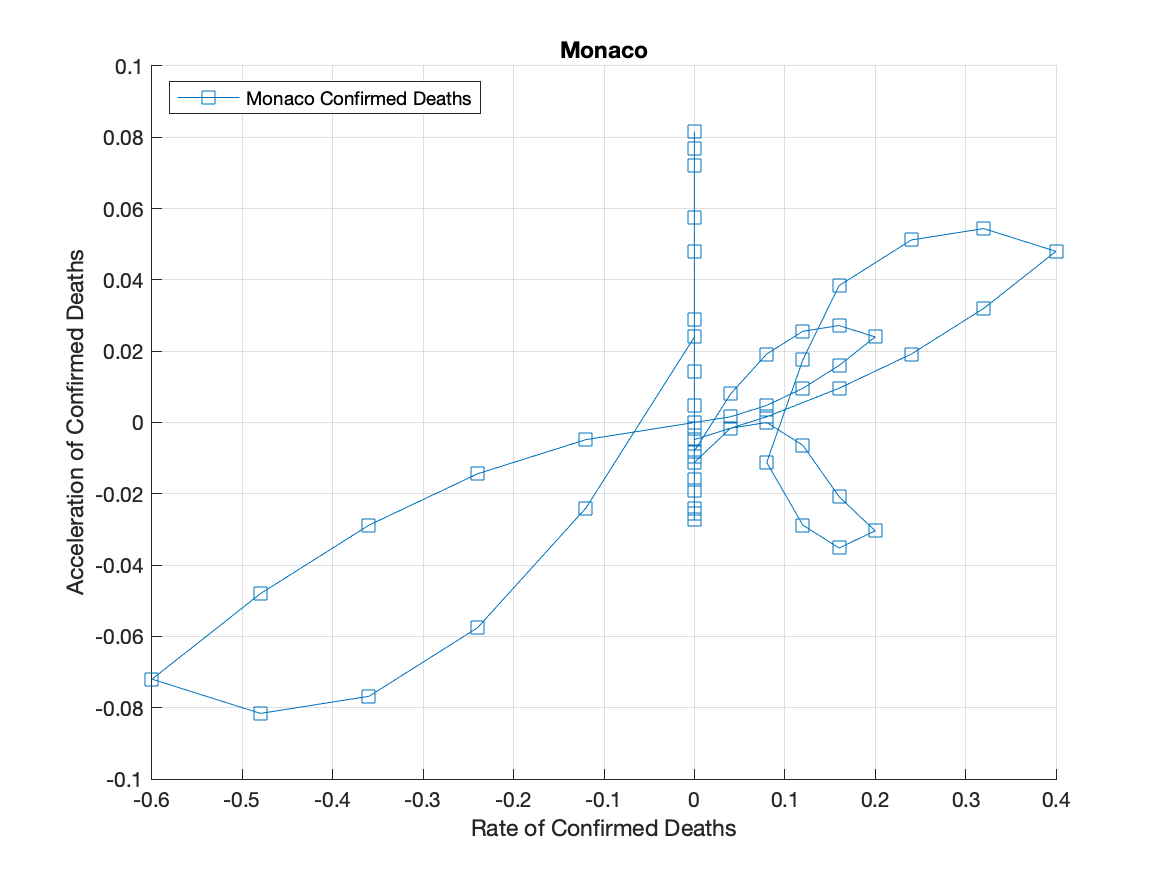 Monaco
Monaco Confirmed Deaths
0.1
0.08
0.06
0.04
0.02
0
-0.02
-0.04
-0.06
-0.08
-0.1
Acceleration of Confirmed Deaths
-0.6 -0.5 -0.4 -0.3 -0.2 -0.1 0 0.1 0.2 0.3 0.4
Rate of Confirmed Deaths